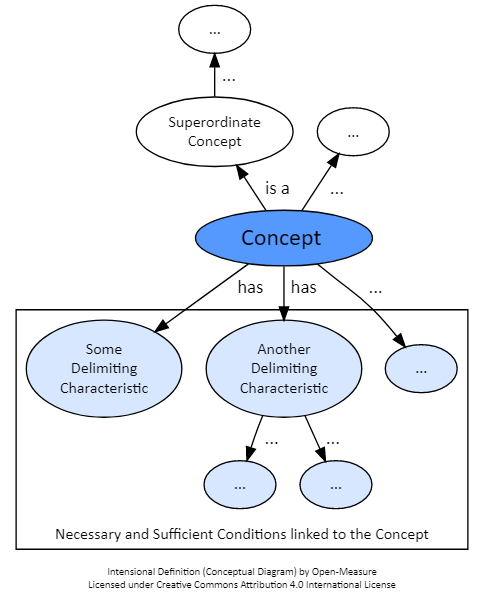 ...
...
Superordinate
Concept
...
is a
...
Concept
has
has
...
Some
Delimiting
Characteristic
Another
Delimiting
Characteristic
...
...
...
...
...
Necessary and Sufficient Conditions linked to the Concept
Intensional Definition (Conceptual Diagram) by Open-Measure
Licensed under Creative Commons Attribution 4.0 International License